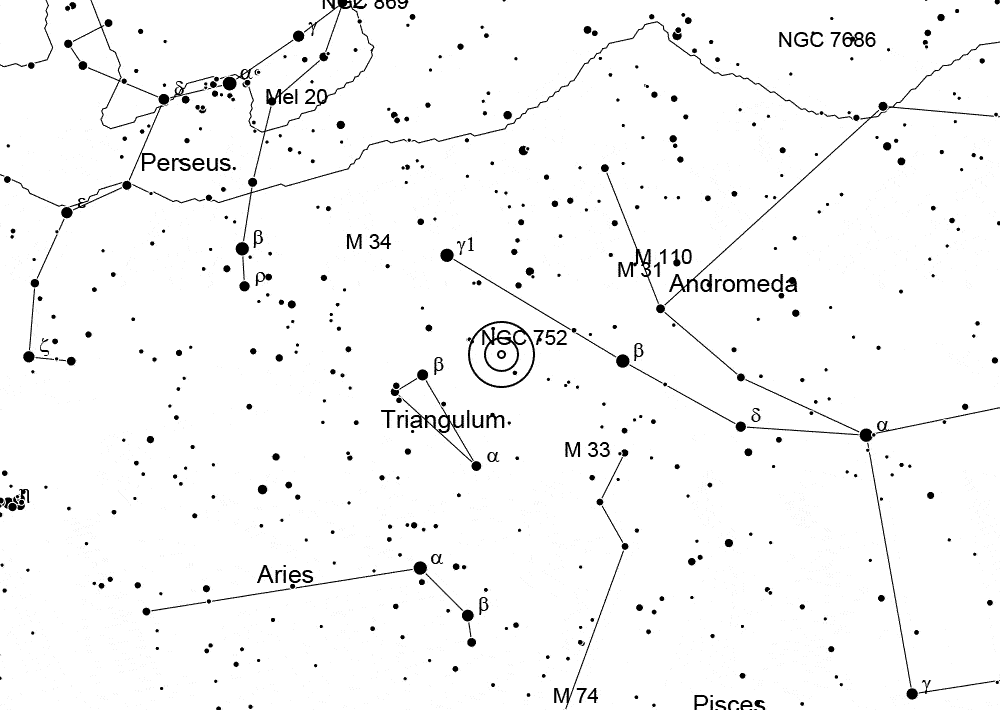 NGC 869
γ
NGC 7686
α
δ
Mel 20
Perseus
ε
β
M 34
γ1
M 110
M 31
ρ
Andromeda
NGC 752
ζ
β
β
Triangulum
δ
α
M 33
α
η
α
Aries
β
γ
M 74
Pisces